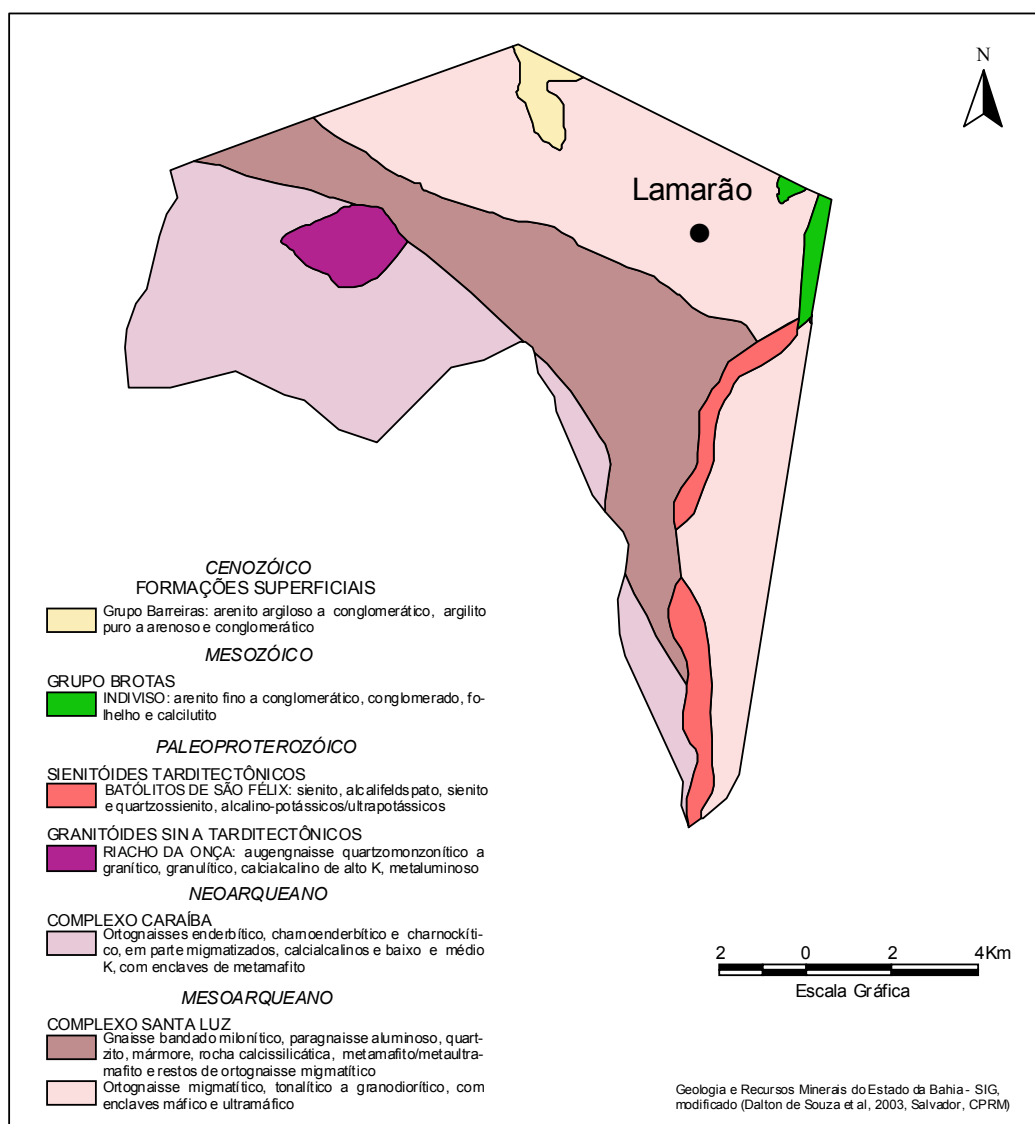 N
Lamarão
CENOZÓICO
FORMAÇÕES SUPERFICIAIS
Grupo Barreiras: arenito argiloso a conglomerático, argilito
puro a arenoso e conglomerático
MESOZÓICO
GRUPO BROTAS
INDIVISO: arenito fino a conglomerático, conglomerado, fo-
lhelho e calcilutito
PALEOPROTEROZÓICO
SIENITÓIDES TARDITECTÔNICOS
BATÓLITOS DE SÃO FÉLIX: sienito, alcalifeldspato, sienito
e quartzossienito, alcalino-potássicos/ultrapotássicos
GRANITÓIDES SIN A TARDITECTÔNICOS
RIACHO DA ONÇA: augengnaisse quartzomonzonítico a
granítico, granulítico, calcialcalino de alto K, metaluminoso
NEOARQUEANO
COMPLEXO CARAÍBA
Ortognaisses enderbítico, charnoenderbítico e charnockíti-
co, em parte migmatizados, calcialcalinos e baixo e médio
K, com enclaves de metamafito
MESOARQUEANO
COMPLEXO SANTA LUZ
Gnaisse bandado milonítico, paragnaisse aluminoso, quart-
zito, mármore, rocha calcissilicática, metamafito/metaultra-
mafito e restos de ortognaisse migmatítico
Ortognaisse migmatítico, tonalítico a granodiorítico, com
enclaves máfico e ultramáfico
2 0 2 4Km
Escala Gráfica
Geologia e Recursos Minerais do Estado da Bahia - SIG,
modificado (Dalton de Souza et al, 2003, Salvador, CPRM)